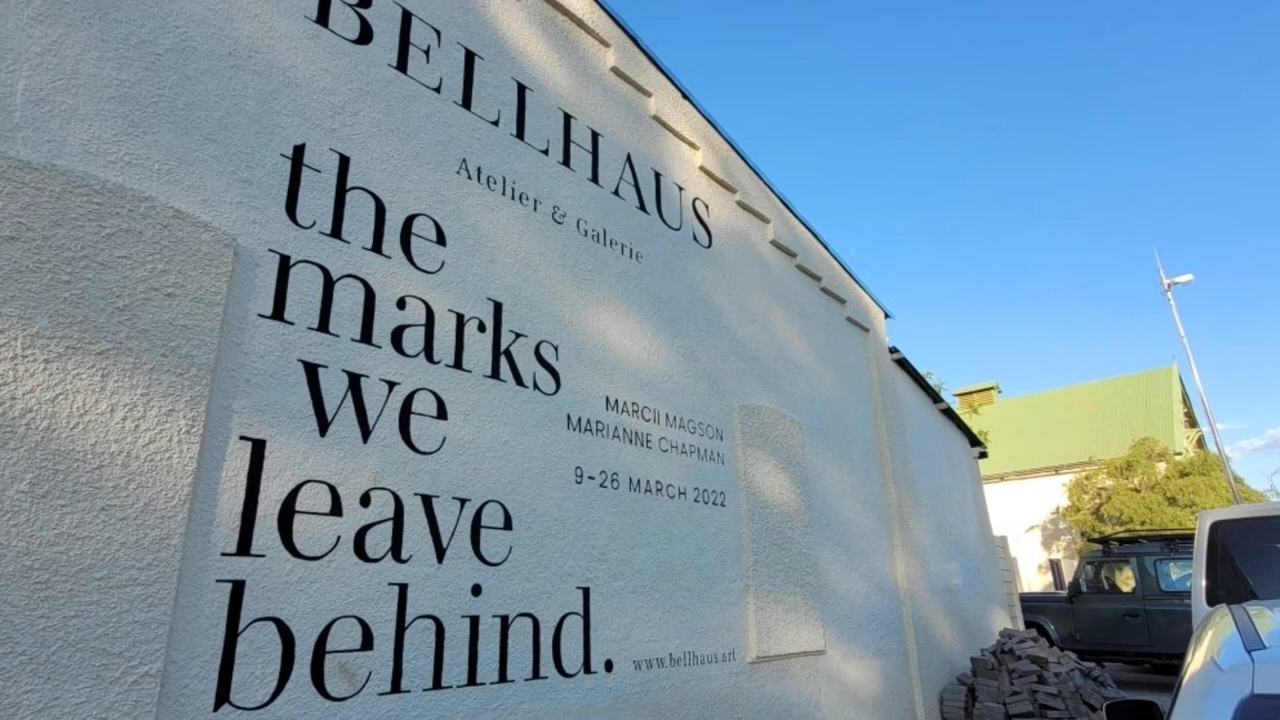 BELLHAUS
Atelier & Galerie
the
marks
we
leave
behind.
MARCII MAGSON
MARIANNE CHAPMAN
9-26 MARCH 2022
www.bellhaus.art